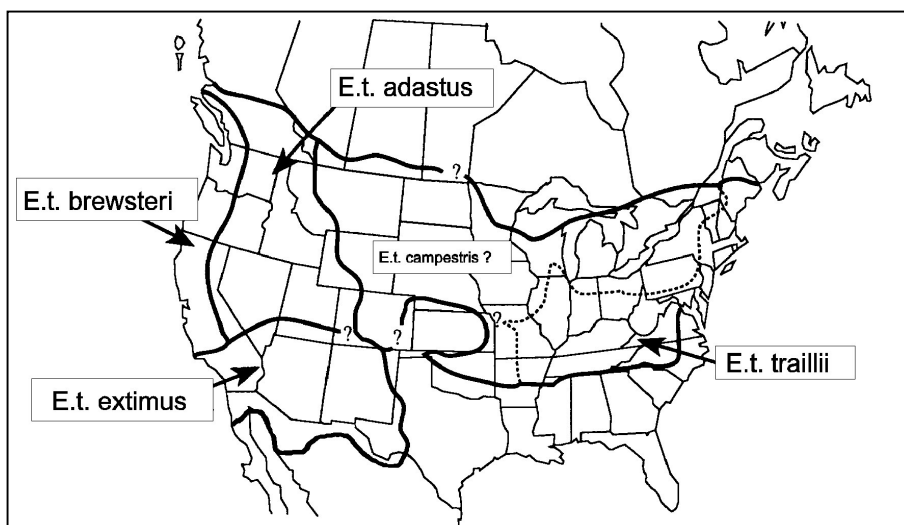 E.t. adastus
?
E.t. brewsteri
E.t. campestris ?
?
?
?
E.t. traillii
E.t. extimus